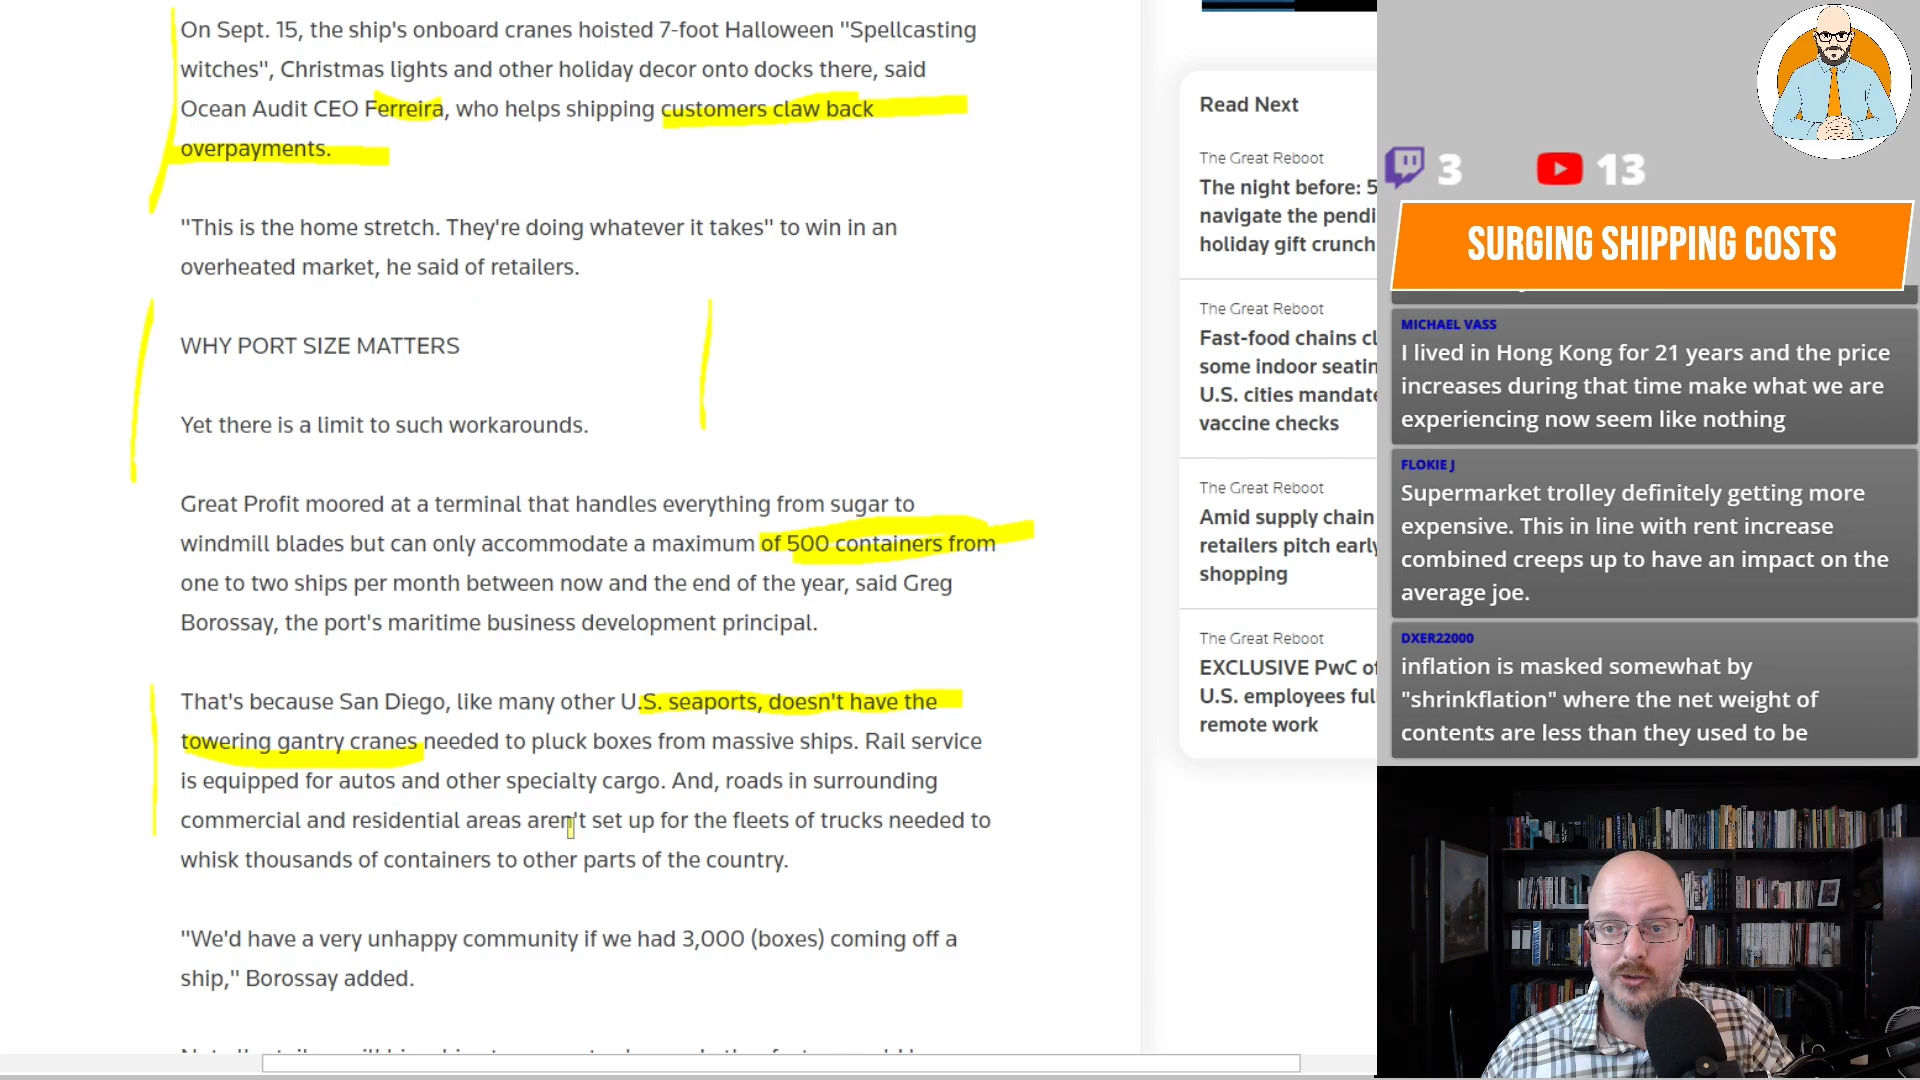 On Sept. 15, the ship's onboard cranes hoisted 7-foot Halloween "Spellcasting
witches", Christmas lights and other holiday decor onto docks there, said
Ocean Audit CEO Ferreira, who helps shipping customers claw back
overpayments.
"This is the home stretch. They're doing whatever it takes" to win in an
overheated market, he said of retailers.
WHY PORT SIZE MATTERS
Yet there is a limit to such workarounds.
Great Profit moored at a terminal that handles everything from sugar to
windmill blades but can only accommodate a maximum of 500 containers from
one to two ships per month between now and the end of the year, said Greg
Borossay, the port's maritime business development principal.
That's because San Diego, like many other U.S. seaports, doesn't have the
towering gantry cranes needed to pluck boxes from massive ships. Rail service
is equipped for autos and other specialty cargo. And, roads in surrounding
commercial and residential areas aren't set up for the fleets of trucks needed to
whisk thousands of containers to other parts of the country.
"We'd have a very unhappy community if we had 3,000 (boxes) coming off a
ship," Borossay added.
Read Next
The Great Reboot
The night before: 5
navigate the pendi
holiday gift crunch
The Great Reboot
Fast-food chains cl
some indoor seatin
U.S. cities mandate
vaccine checks
The Great Reboot
Amid supply chain
retailers pitch early
shopping
The Great Reboot
EXCLUSIVE PwC of
U.S. employees ful
remote work
3
13
SURGING SHIPPING COSTS
MICHAEL VASS
I lived in Hong Kong for 21 years and the price
increases during that time make what we are
experiencing now seem like nothing
FLOKIE J
Supermarket trolley definitely getting more
expensive. This in line with rent increase
combined creeps up to have an impact on the
average joe.
DXER22000
inflation is masked somewhat by
"shrinkflation" where the net weight of
contents are less than they used to be